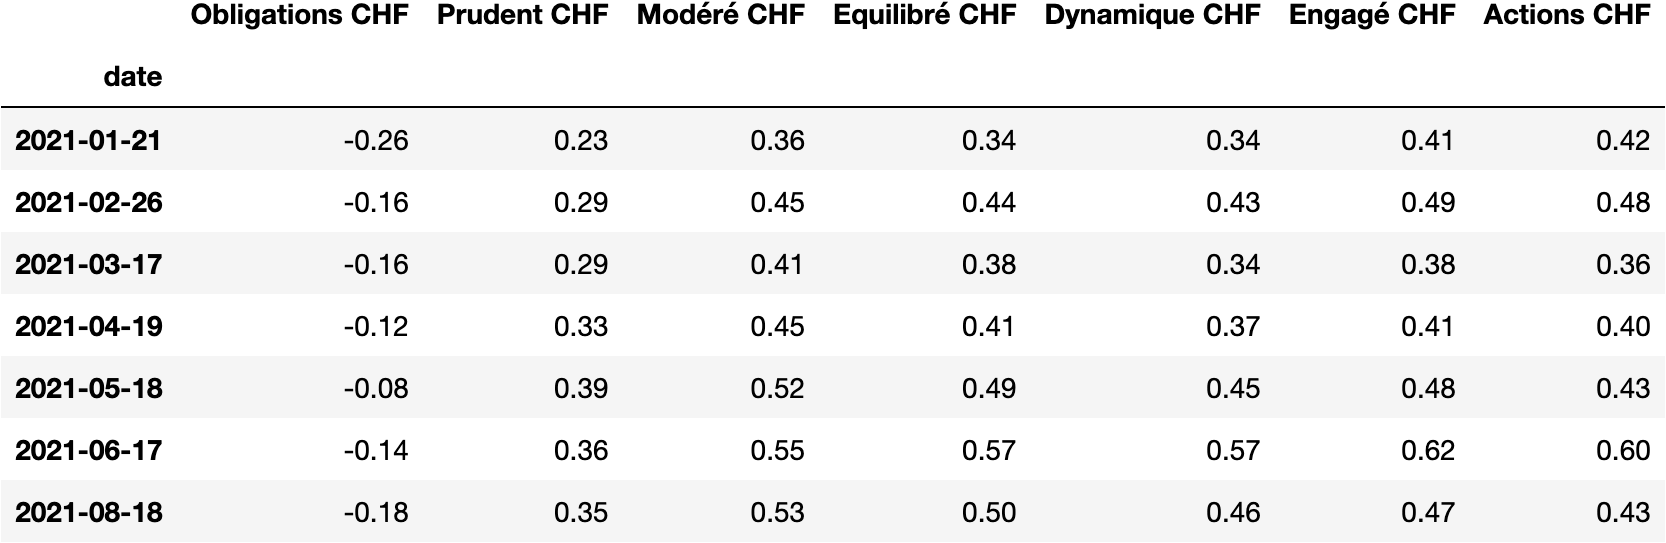 Obligations CHF Prudent CHF Modéré CHF Equilibré CHF Dynamique CHF Engagé CHF Actions CHF
date
2021-01-21 -0.26 0.23 0.36 0.34 0.34 0.41 0.42
2021-02-26 -0.16 0.29 0.45 0.44 0.43 0.49 0.48
2021-03-17 -0.16 0.29 0.41 0.38 0.34 0.38 0.36
2021-04-19 -0.12 0.33 0.45 0.41 0.37 0.41 0.40
2021-05-18 -0.08 0.39 0.52 0.49 0.45 0.48 0.43
2021-06-17 -0.14 0.36 0.55 0.57 0.57 0.62 0.60
2021-08-18 -0.18 0.35 0.53 0.50 0.46 0.47 0.43